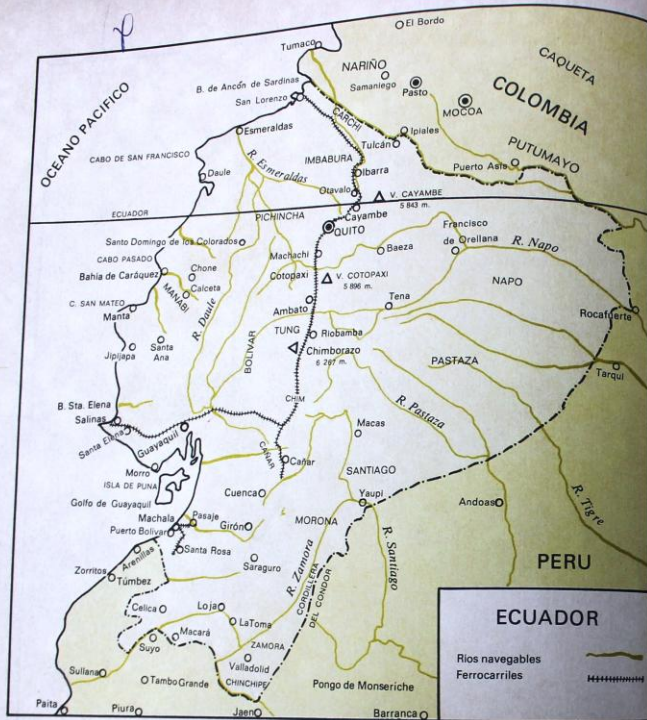 El Bordo
Tumaco
NARIÑO
CAQUETA
Samaniego
Pasto
COLOMBIA
OCEANO PACIFICO
B. de Ancón de Sardinas
San Lorenzo
MOCOA
CARCHI
Esmeraldas
Tulcán
Ipiales
PUTUMAYO
Puerto Asís
CABO DE SAN FRANCISCO
R. Esmeraldas
IMBABURA
Ibarra
Daule
Otavalo
V. CAYAMBE
5 843 m.
ECUADOR
PICHINCHA
Cayambe
QUITO
Francisco
de Orellana
R. Napo
Santo Domingo de los Colorados
Machachi
Baeza
CABO PASADO
Chone
Cotopaxi
V. COTOPAXI
5 896 m.
NAPO
Bahía de Caráquez
MANABI
Calceta
C. SAN MATEO
Manta
R. Daule
Ambato
Tena
Rocafuerte
TUNG
Riobamba
Jipijapa
Santa
Ana
BOLIVAR
Chimborazo
6 267 m.
PASTAZA
Tarqui
CHIM
R. Pastaza
B. Sta. Elena
Salinas
Santa Elena
Guayaquil
Macas
CAÑAR
Cañar
Morro
SANTIAGO
ISLA DE PUNA
Golfo de Guayaquil
Cuenca
Yaupi
Andoas
R. Tigre
Machala
Pasaje
Puerto Bolivar
Girón
MORONA
Arenillas
Santa Rosa
R. Zamora
R. Santiago
Zorritos
Túmbez
Saraguro
CORDILLERA
DEL CONDOR
PERU
Celica
Loja
La Toma
ECUADOR
Macará
Suyo
ZAMORA
Valladolid
Rios navegables
Sullana
Tambo Grande
CHINCHIPE
Pongo de Monseriche
Ferrocarriles
Paita
Piura
Jaen
Barranca